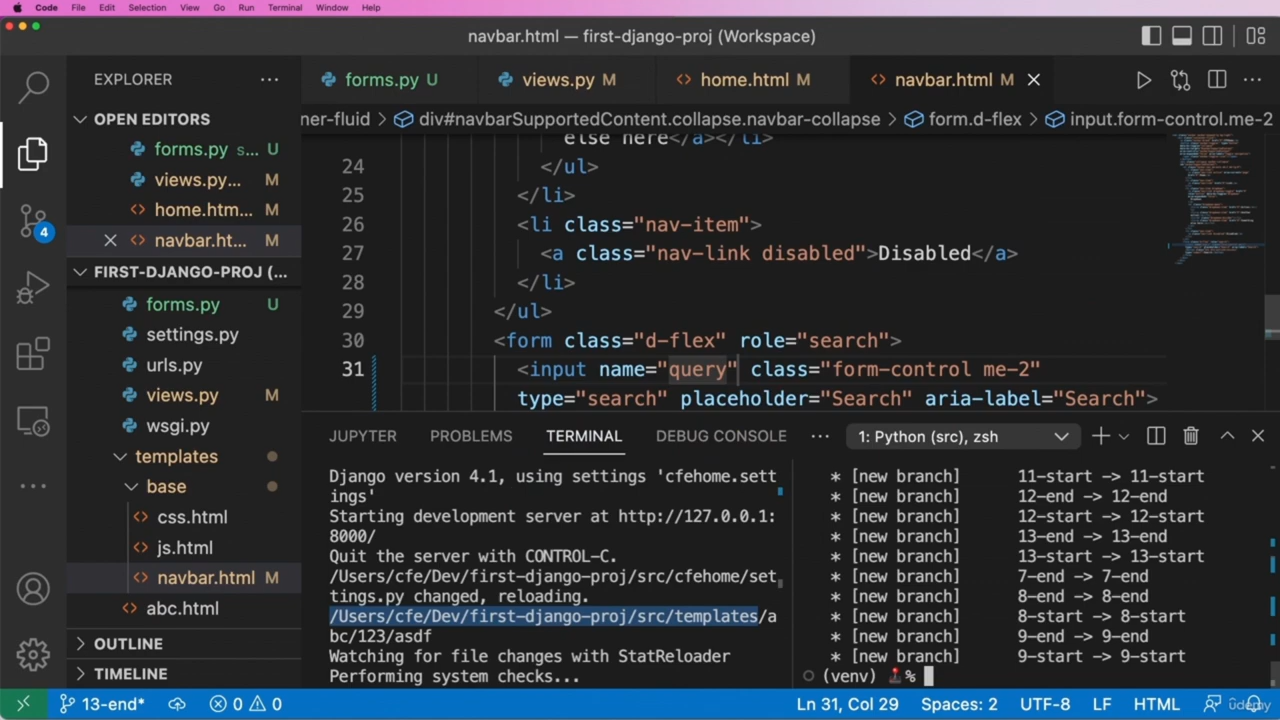 Code File Edit Selection View Go Run Terminal Window Help
navbar.html — first-django-proj (Workspace)
EXPLORER
forms.py U
views.py M
home.html M
navbar.html M
OPEN EDITORS
ner-fluid > div#navbarSupportedContent.collapse.navbar-collapse > form.d-flex > input.form-control.me-2
forms.py s... U
views.py... M
home.htm... M
navbar.ht... M
FIRST-DJANGO-PROJ (...
forms.py U
settings.py
urls.py
views.py M
wsgi.py
templates
base
css.html
js.html
navbar.html M
abc.html
OUTLINE
TIMELINE
4
else here</a></li>
24 </ul>
25 </li>
26 <li class="nav-item">
27 <a class="nav-link disabled">Disabled</a>
28 </li>
29 </ul>
30 <form class="d-flex" role="search">
31 <input name="query" class="form-control me-2"
type="search" placeholder="Search" aria-label="Search">
JUPYTER PROBLEMS TERMINAL DEBUG CONSOLE ... 1: Python (src), zsh
Django version 4.1, using settings 'cfehome.sett
ings'
Starting development server at http://127.0.0.1:
8000/
Quit the server with CONTROL-C.
/Users/cfe/Dev/first-django-proj/src/cfehome/set
tings.py changed, reloading.
/Users/cfe/Dev/first-django-proj/src/templates/a
bc/123/asdf
Watching for file changes with StatReloader
Performing system checks...
* [new branch] 11-start -> 11-start
* [new branch] 12-end -> 12-end
* [new branch] 12-start -> 12-start
* [new branch] 13-end -> 13-end
* [new branch] 13-start -> 13-start
* [new branch] 7-end -> 7-end
* [new branch] 8-end -> 8-end
* [new branch] 8-start -> 8-start
* [new branch] 9-end -> 9-end
* [new branch] 9-start -> 9-start
(venv) 🕹% 
13-end* 0 0 Ln 31, Col 29 Spaces: 2 UTF-8 LF HTML
udemy